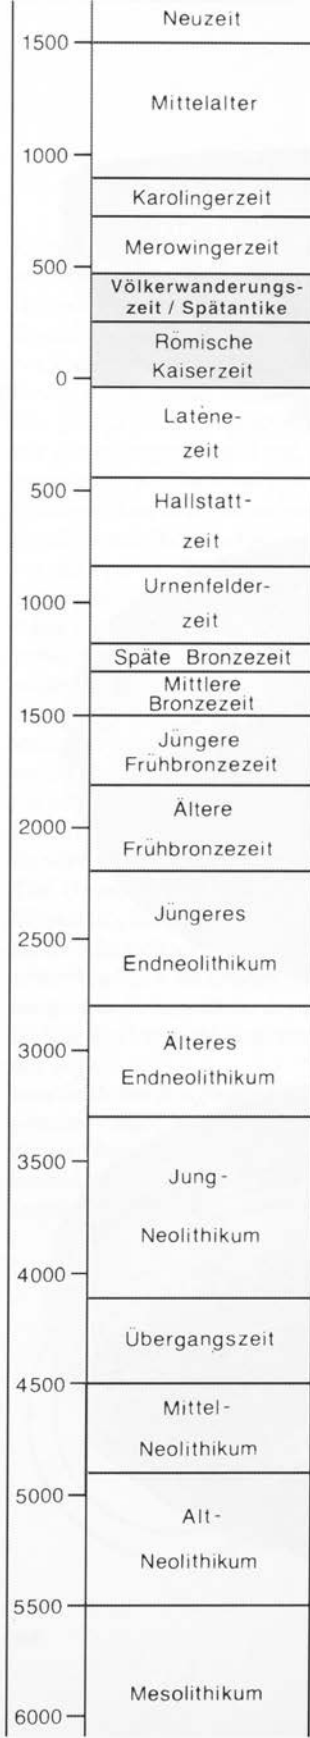 Neuzeit
1500
Mittelalter
1000
Karolingerzeit
Merowingerzeit
500
Völkerwanderungs-
zeit / Spätantike
Römische
0
Kaiserzeit
Latène-
zeit
500
Hallstatt-
zeit
Urnenfelder-
1000
zeit
Späte Bronzezeit
Mittlere
Bronzezeit
1500
Jüngere
Frühbronzezeit
Ältere
2000
Frühbronzezeit
Jüngeres
2500
Endneolithikum
Älteres
3000
Endneolithikum
3500
Jung-
Neolithikum
4000
Übergangszeit
4500
Mittel-
Neolithikum
5000
Alt-
Neolithikum
5500
Mesolithikum
6000